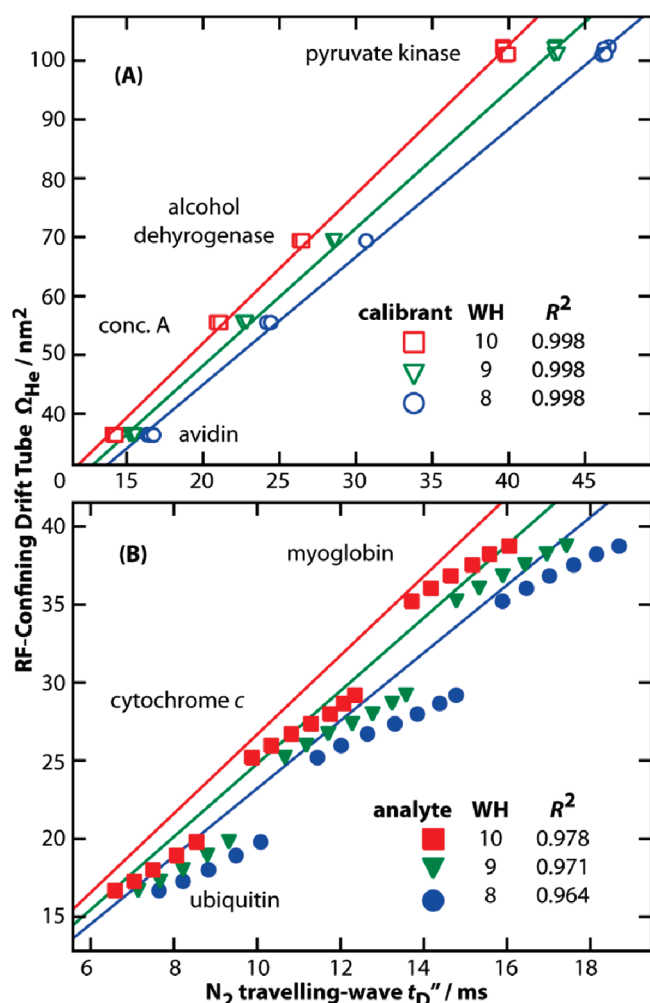 RF-Confining Drift Tube Ω_He / nm²
100
90
80
70
60
50
40
0
(A)
pyruvate kinase
alcohol
dehyrogenase
conc. A
avidin
calibrant WH R²
10 0.998
9 0.998
8 0.998
15 20 25 30 35 40 45
40
35
30
25
20
15
(B)
myoglobin
cytochrome c
ubiquitin
analyte WH R²
10 0.978
9 0.971
8 0.964
6 8 10 12 14 16 18
N₂ travelling-wave t_D″ / ms